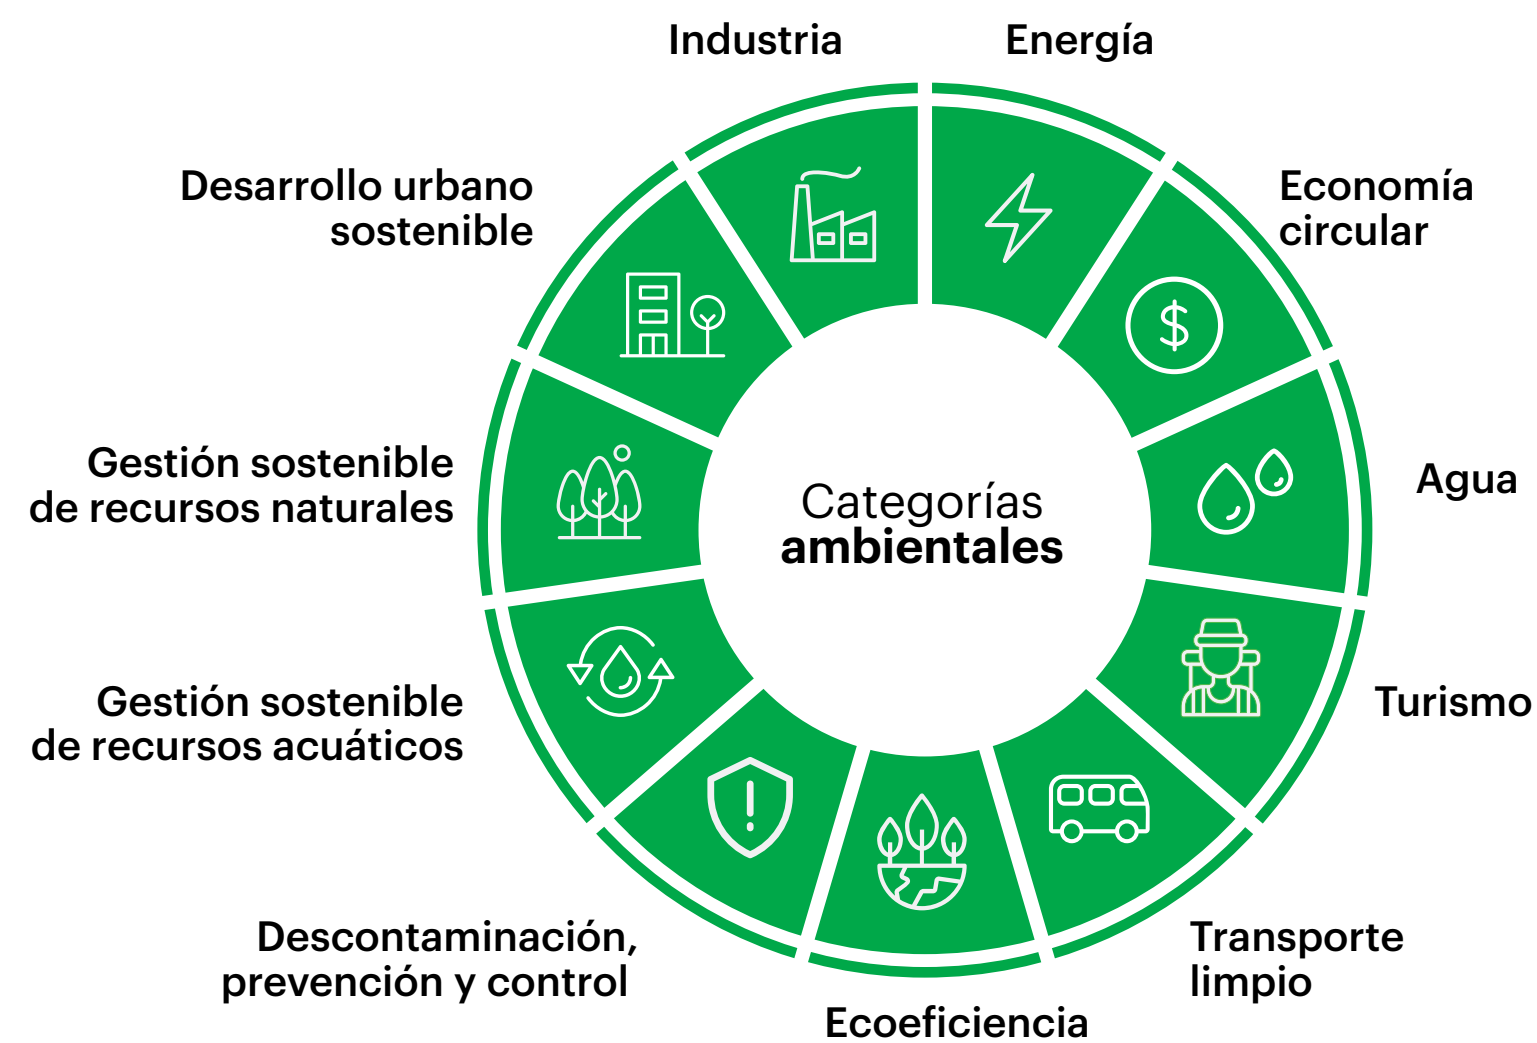 Industria
Energía
Desarrollo urbano
sostenible
Economía
circular
Gestión sostenible
de recursos naturales
Categorías
ambientales
Agua
Gestión sostenible
de recursos acuáticos
Turismo
Descontaminación,
prevención y control
Transporte
limpio
Ecoeficiencia
$
!